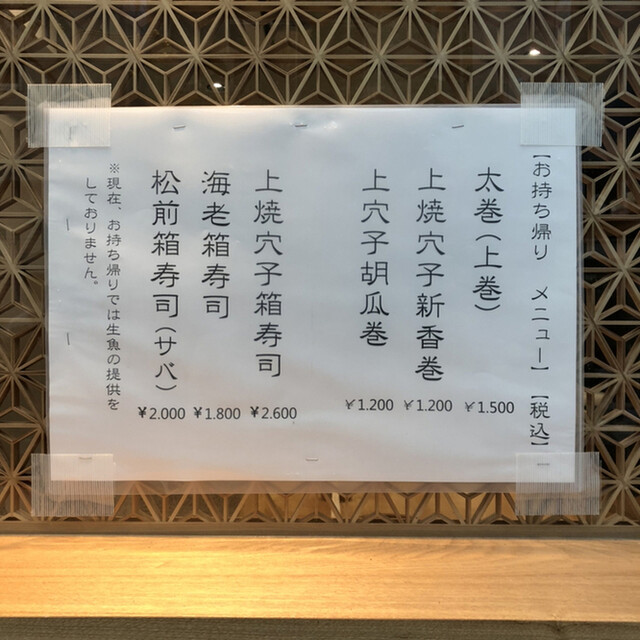 【お持ち帰り メニュー】【税込】
太巻(上巻) ￥1.500
上焼穴子新香巻 ￥1.200
上穴子胡瓜巻 ￥1.200
上焼穴子箱寿司 ￥2.600
海老箱寿司 ￥1.800
松前箱寿司(サバ) ￥2.000
※現在、お持ち帰りでは生魚の提供を
しておりません。